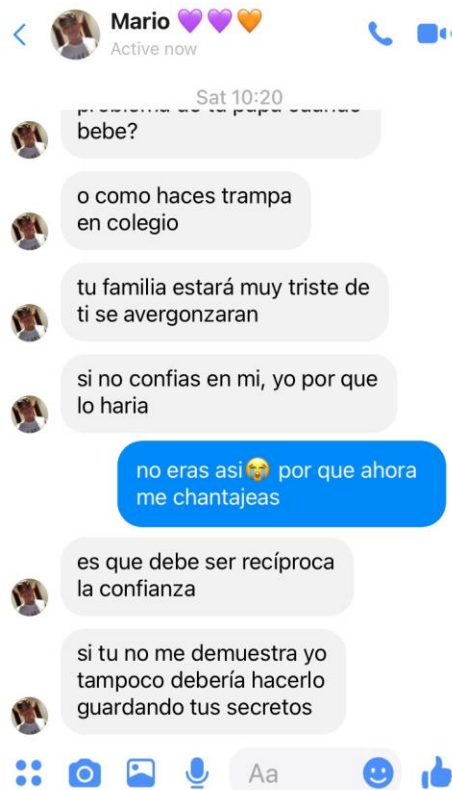 Mario 💜💜🧡
Active now
Sat 10:20
bebe?
o como haces trampa
en colegio
tu familia estará muy triste de
ti se avergonzaran
si no confias en mi, yo por que
lo haria
no eras asi😭 por que ahora
me chantajeas
es que debe ser recíproca
la confianza
si tu no me demuestra yo
tampoco debería hacerlo
guardando tus secretos
Aa